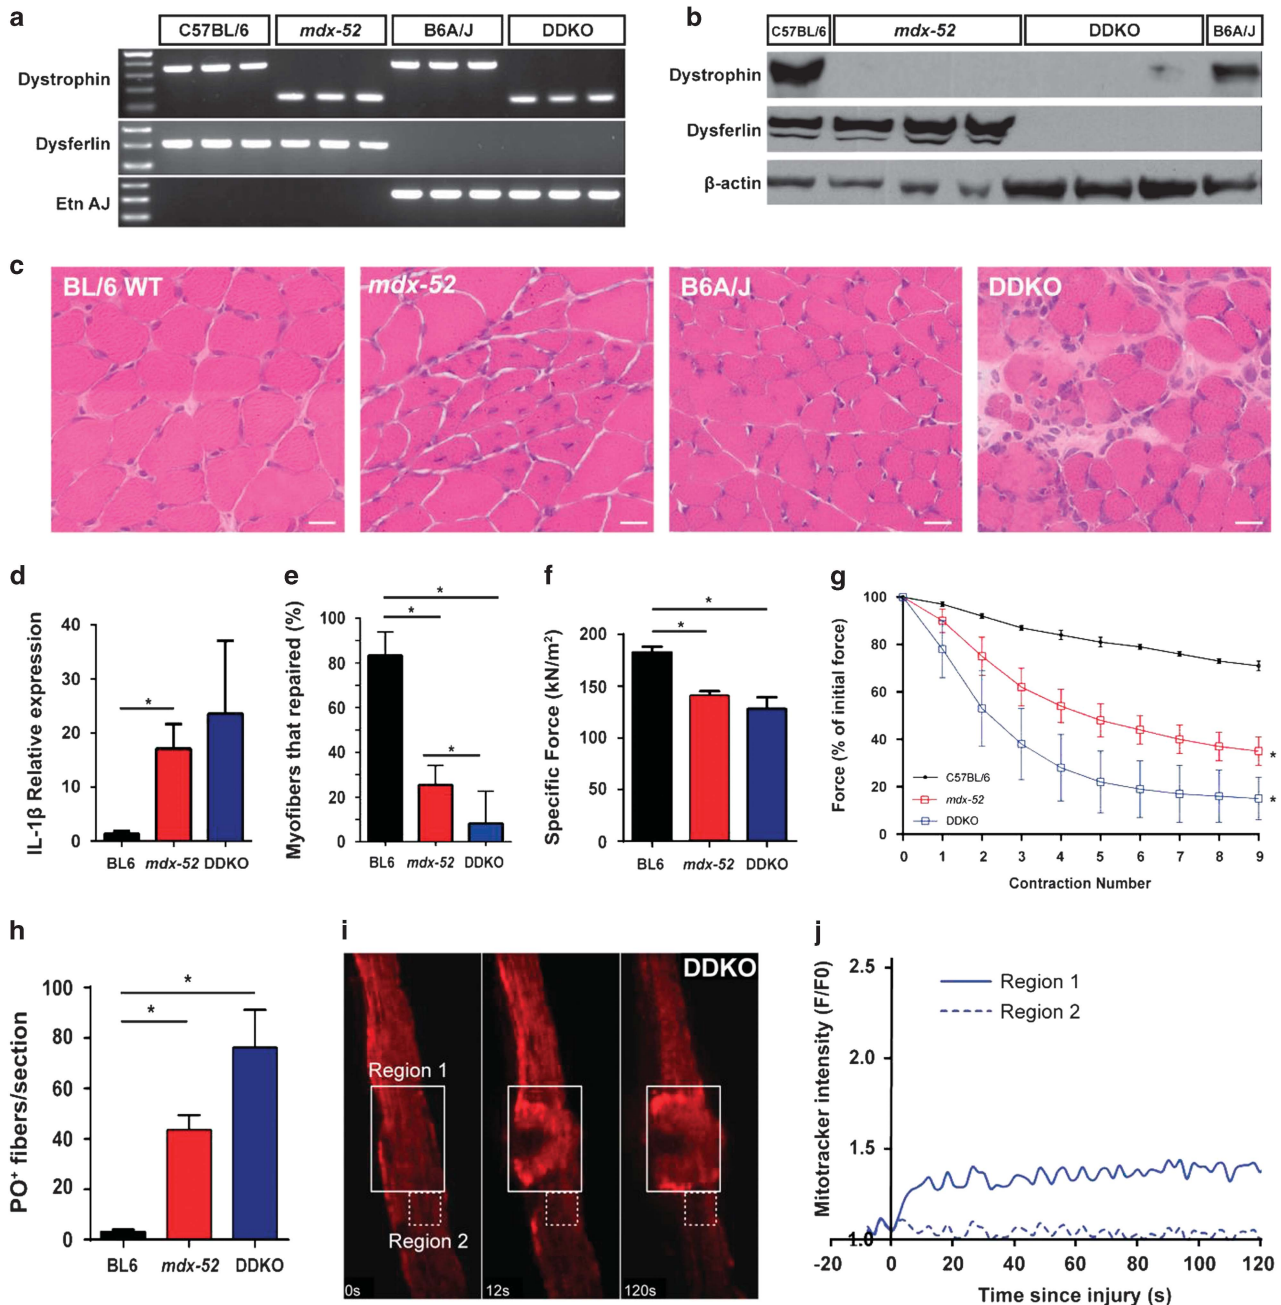 a
C57BL/6 mdx-52 B6A/J DDKO
Dystrophin
Dysferlin
Etn AJ
b
C57BL/6 mdx-52 DDKO B6A/J
Dystrophin
Dysferlin
β-actin
c
BL/6 WT
mdx-52
B6A/J
DDKO
d
IL-1β Relative expression
40
30
20
10
0
*
BL6 mdx-52 DDKO
e
Myofibers that repaired (%)
100
80
60
40
20
0
*
*
*
BL6 mdx-52 DDKO
f
Specific Force (kN/m²)
200
150
100
50
0
*
*
BL6 mdx-52 DDKO
g
Force (% of initial force)
100
80
60
40
20
0
C57BL/6
mdx-52
DDKO
*
*
0 1 2 3 4 5 6 7 8 9
Contraction Number
h
PO⁺ fibers/section
100
80
60
40
20
0
*
*
BL6 mdx-52 DDKO
i
DDKO
Region 1
Region 2
0s
12s
120s
j
Mitotracker intensity (F/F0)
2.5
2.0
1.5
1.0
Region 1
Region 2
-20 0 20 40 60 80 100 120
Time since injury (s)